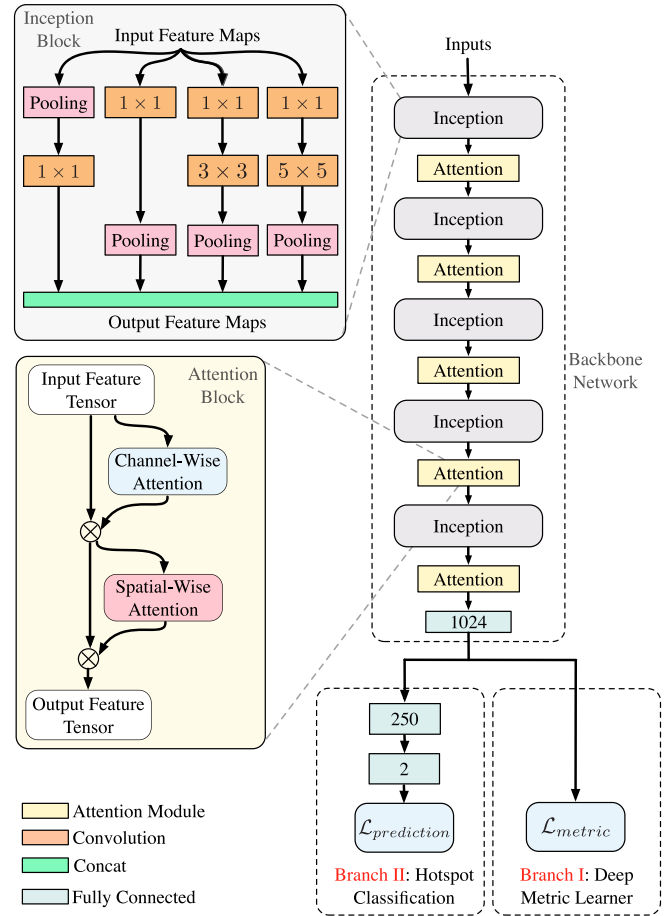 Inception
Block
Input Feature Maps
Pooling
1 × 1
1 × 1
1 × 1
1 × 1
3 × 3
5 × 5
Pooling
Pooling
Pooling
Output Feature Maps
Attention
Block
Input Feature
Tensor
Channel-Wise
Attention
Spatial-Wise
Attention
Output Feature
Tensor
Attention Module
Convolution
Concat
Fully Connected
Inputs
Inception
Attention
Inception
Attention
Inception
Attention
Inception
Attention
Inception
Attention
1024
Backbone
Network
250
2
ℒ_prediction
Branch II: Hotspot
Classification
ℒ_metric
Branch I: Deep
Metric Learner